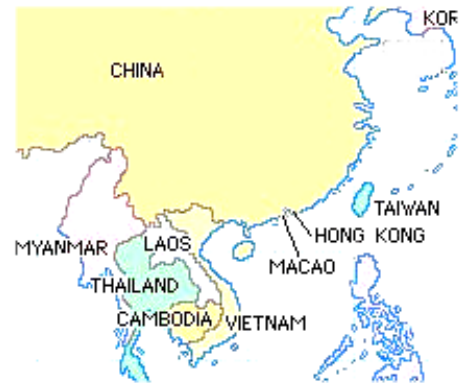 KOR
CHINA
TAIWAN
HONG KONG
MACAO
MYANMAR
LAOS
THAILAND
CAMBODIA
VIETNAM